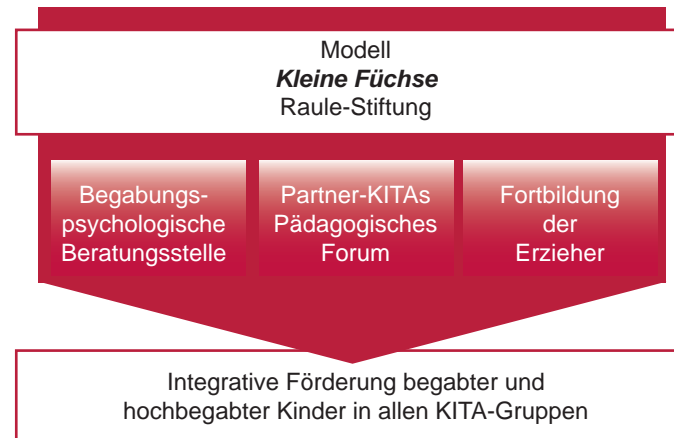 Modell
Kleine Füchse
Raule-Stiftung
Begabungs-
psychologische
Beratungsstelle
Partner-KITAs
Pädagogisches
Forum
Fortbildung
der
Erzieher
Integrative Förderung begabter und
hochbegabter Kinder in allen KITA-Gruppen